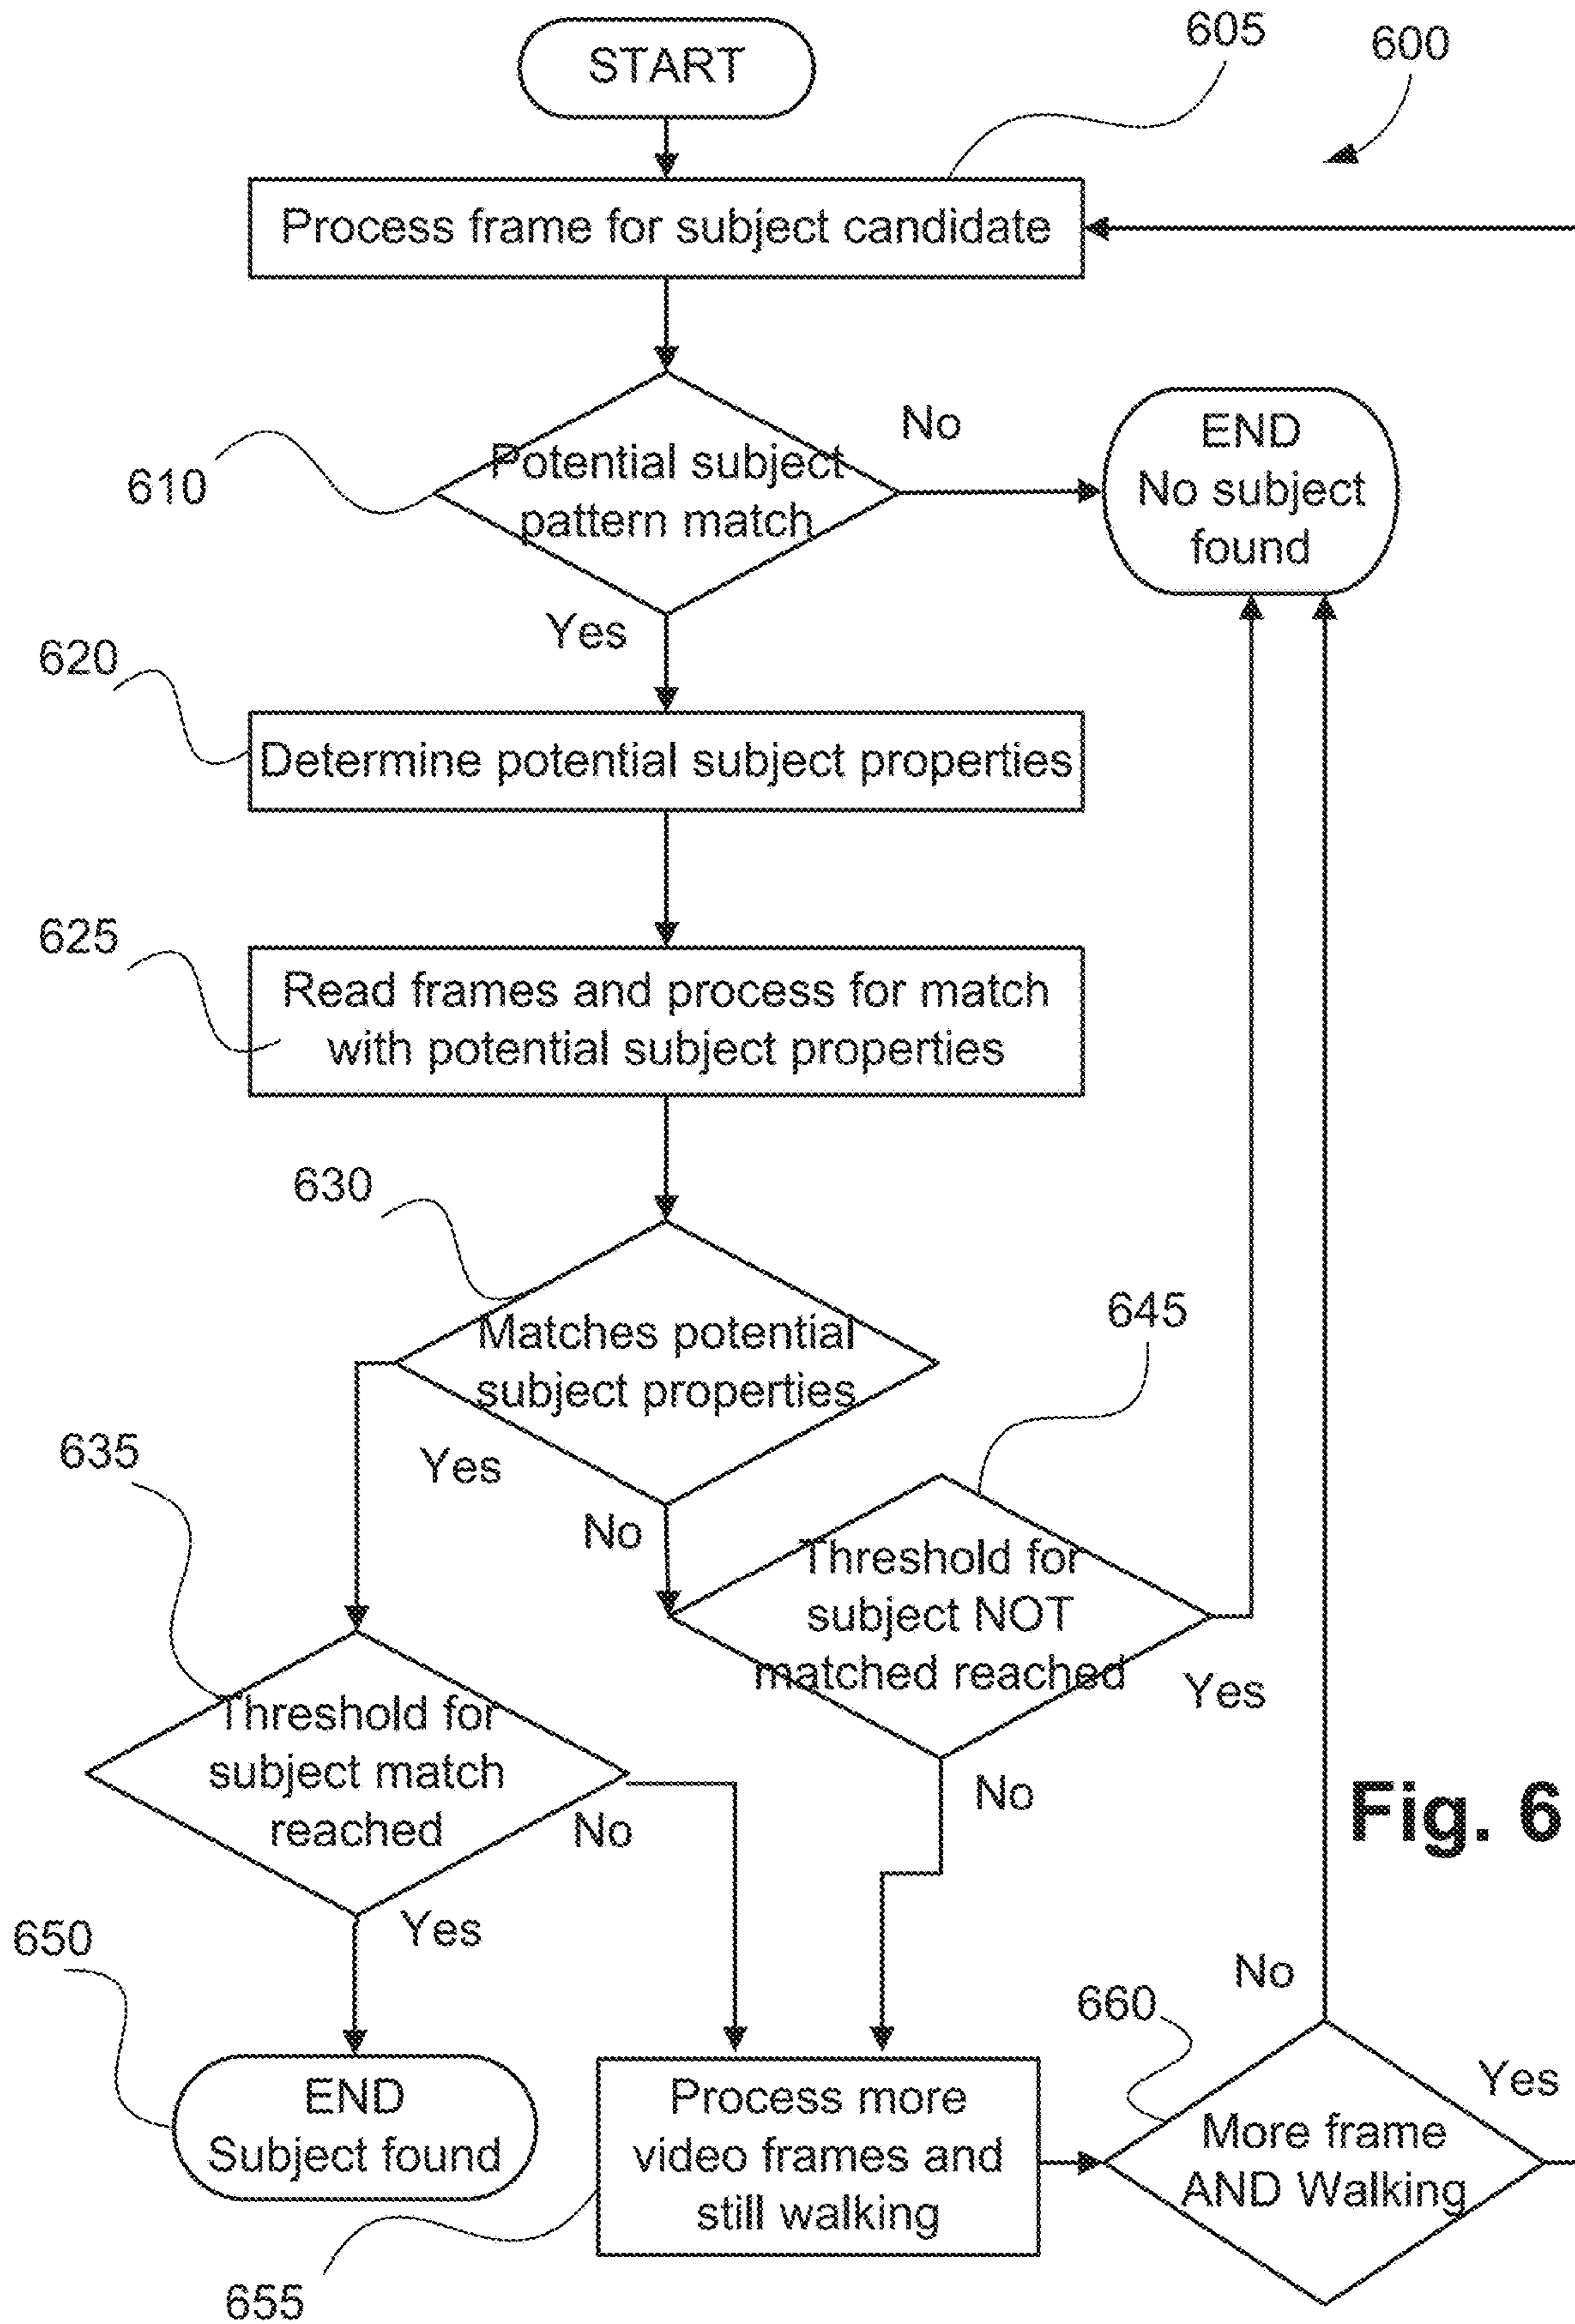 605
600
START
Process frame for subject candidate
No
END
No subject
found
Potential subject
pattern match
610
Yes
620
Determine potential subject properties
625
Read frames and process for match
with potential subject properties
630
645
Matches potential
subject properties
635
Yes
No
Threshold for
subject NOT
matched reached
Yes
Threshold for
subject match
reached
No
No
Fig. 6
Yes
650
No
660
END
Subject found
Process more
video frames and
still walking
Yes
More frame
AND Walking
655